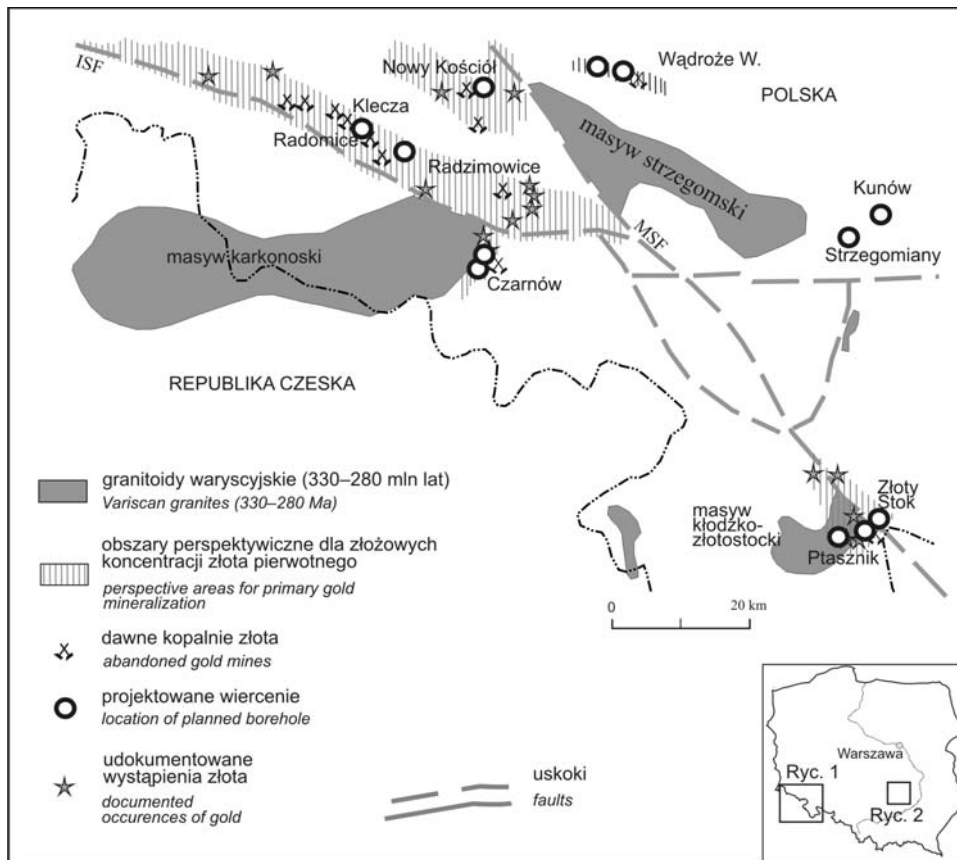 ISF
Nowy Kościół
Wądroże W.
POLSKA
Klecza
Radomice
Radzimowice
masyw strzegomski
Kunów
MSF
Strzegomiany
masyw karkonoski
Czarnów
REPUBLIKA CZESKA
granitoidy waryscyjskie (330–280 mln lat)
Variscan granites (330–280 Ma)
obszary perspektywiczne dla złożowych
koncentracji złota pierwotnego
perspective areas for primary gold
mineralization
dawne kopalnie złota
abandoned gold mines
projektowane wiercenie
location of planned borehole
udokumentowane
wystąpienia złota
documented
occurences of gold
uskoki
faults
masyw
kłodzko-
złotostocki
Złoty
Stok
Ptasznik
0 20 km
Warszawa
Ryc. 1
Ryc. 2